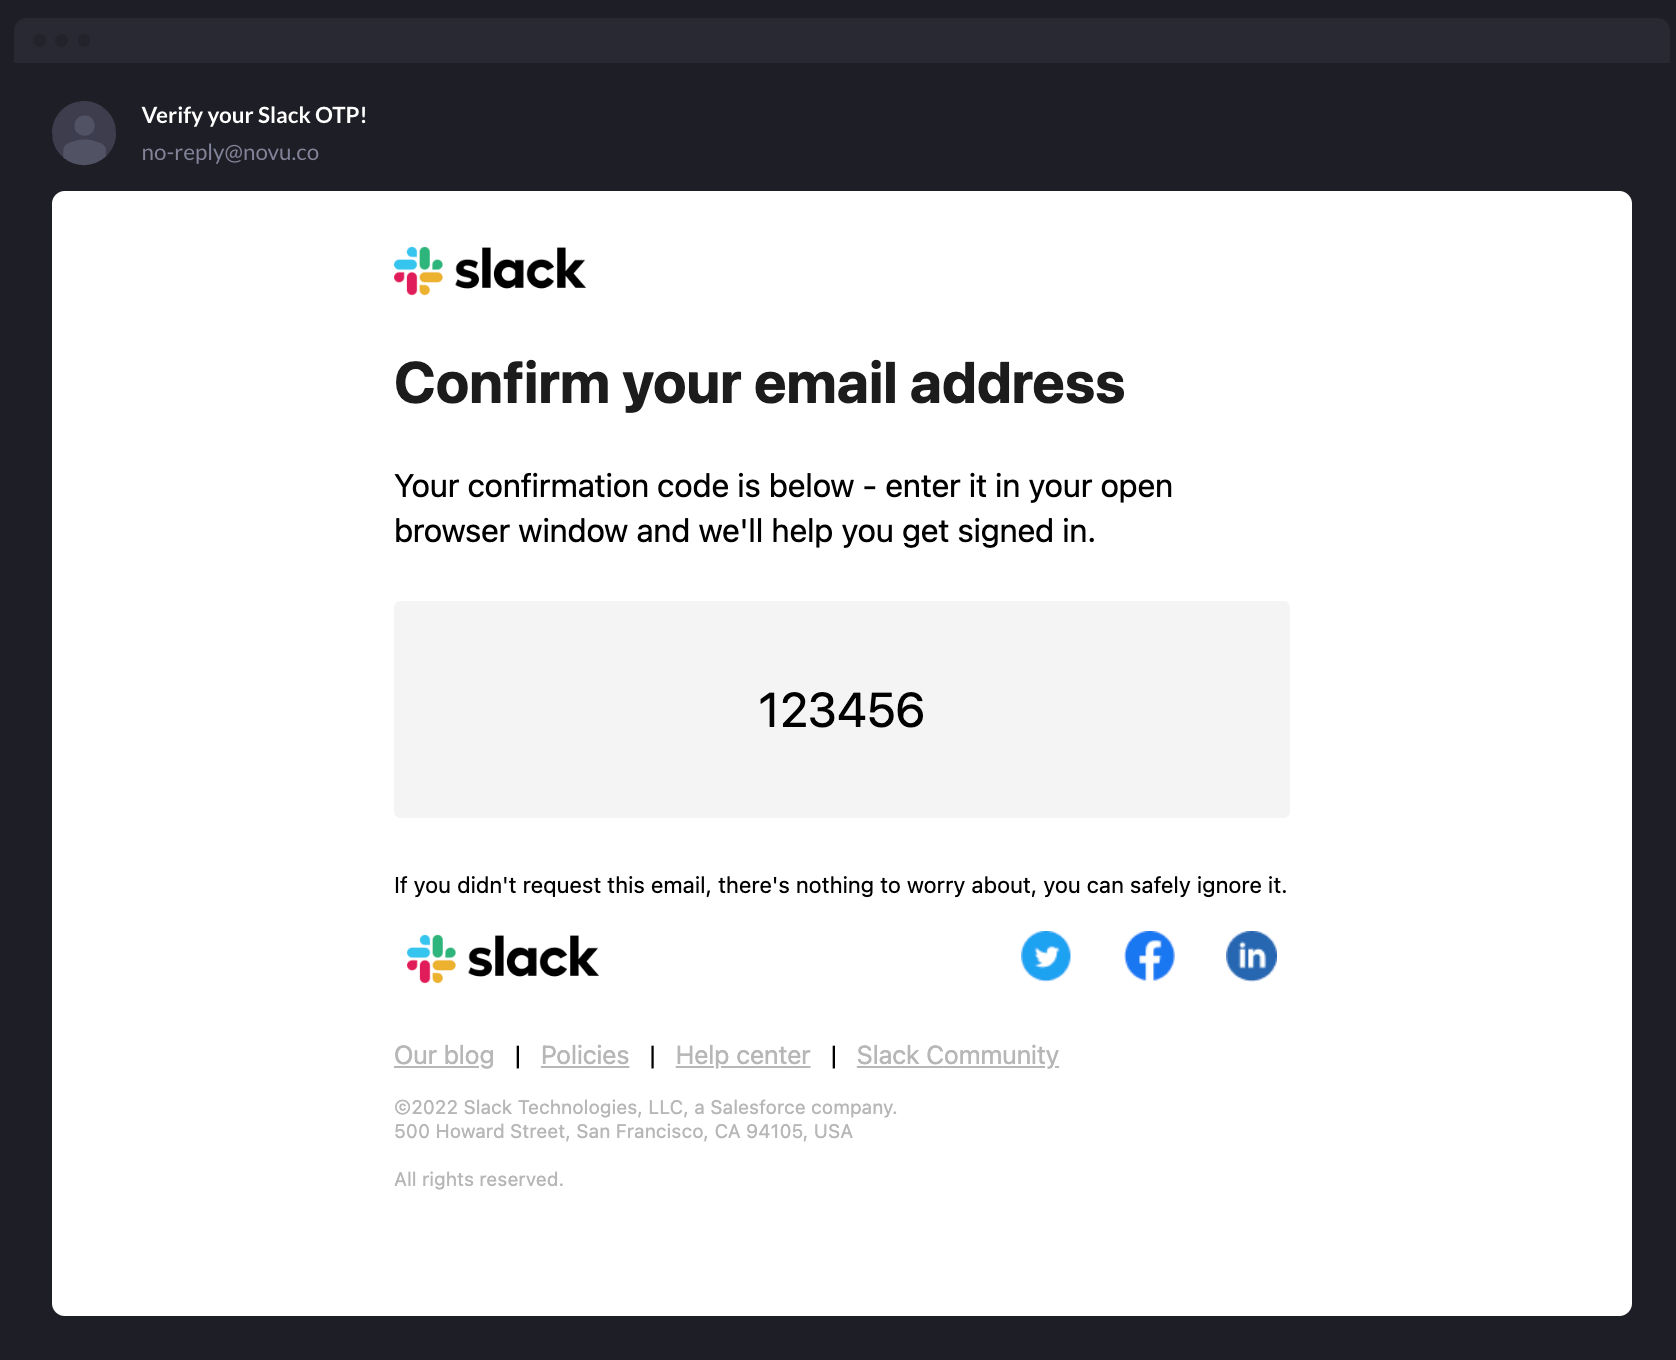 Verify your Slack OTP!
no-reply@novu.co
slack
Confirm your email address
Your confirmation code is below - enter it in your open
browser window and we'll help you get signed in.
123456
If you didn't request this email, there's nothing to worry about, you can safely ignore it.
slack
in
Our blog | Policies | Help center | Slack Community
©2022 Slack Technologies, LLC, a Salesforce company.
500 Howard Street, San Francisco, CA 94105, USA
All rights reserved.